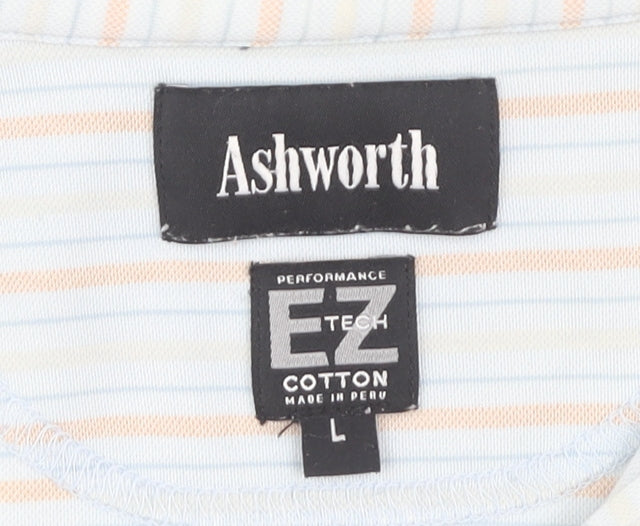 Ashworth
PERFORMANCE
EZ
TECH
COTTON
MADE IN PERU
L